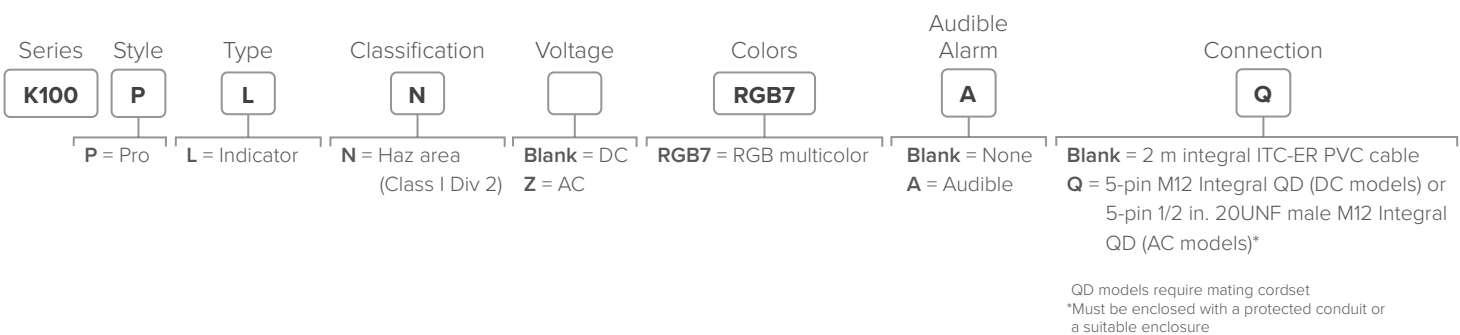 Series Style Type Classification Voltage Colors Audible Alarm Connection
K100 P L N RGB7 A Q
P = Pro
L = Indicator
N = Haz area
(Class I Div 2)
Blank = DC
Z = AC
RGB7 = RGB multicolor
Blank = None
A = Audible
Blank = 2 m integral ITC-ER PVC cable
Q = 5-pin M12 Integral QD (DC models) or
5-pin 1/2 in. 20UNF male M12 Integral
QD (AC models)*
QD models require mating cordset
*Must be enclosed with a protected conduit or
a suitable enclosure